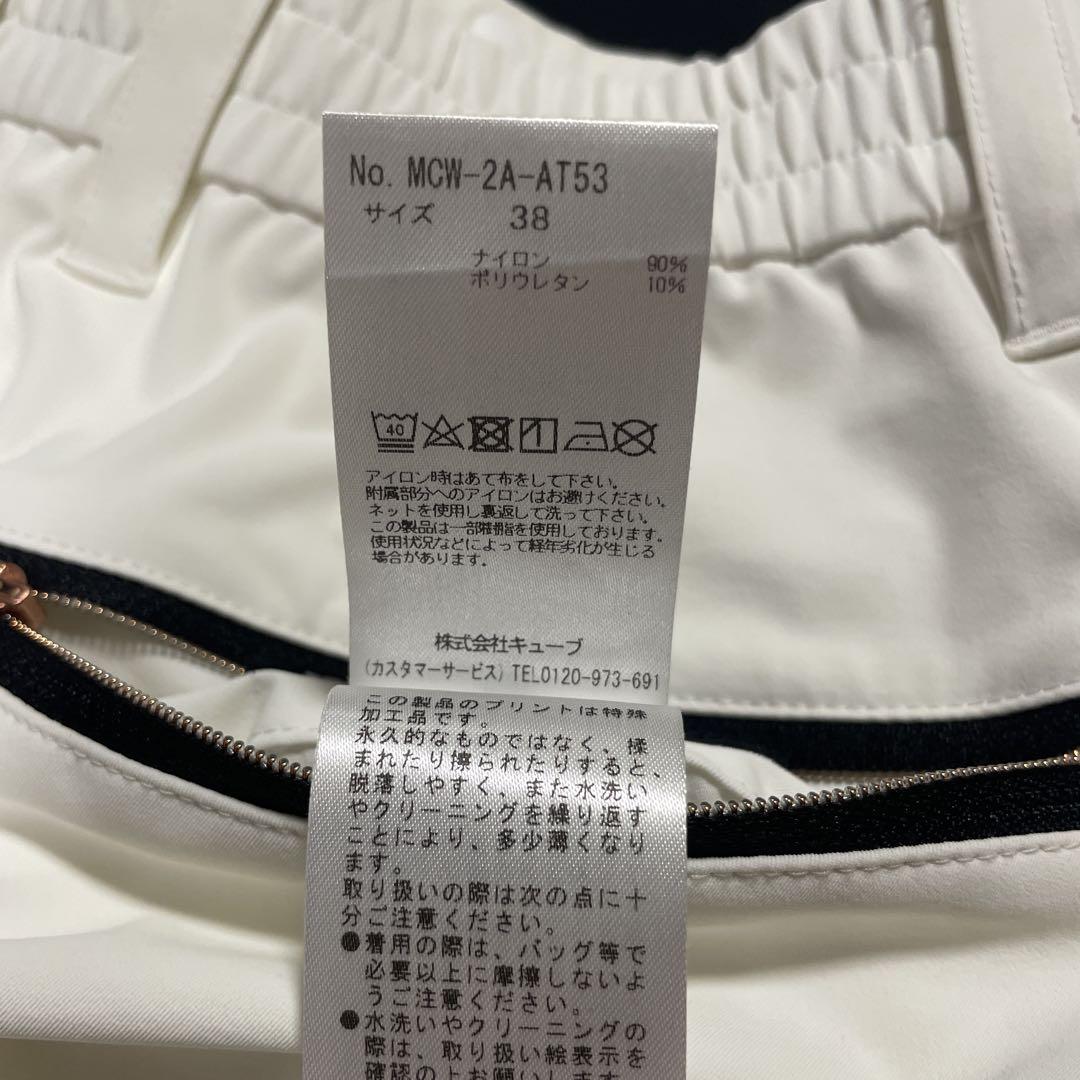 No. MCW-2A-AT53
サイズ 38
ナイロン 90%
ポリウレタン 10%
40
アイロン時はあて布をして下さい。
附属部分へのアイロンはお避けください。
ネットを使用し裏返して洗って下さい。
この製品は一部樹脂を使用しております。
使用状況などによって経年劣化が生じる
場合があります。
株式会社キューブ
(カスタマーサービス) TEL0120-973-691
この製品のプリントは特殊
加工品です。
永久的なものではなく、揉
まれたり擦られたりすると、
脱落しやすく、また水洗い
やクリーニングを繰り返す
ことにより、多少薄くなり
ます。
取り扱いの際は次の点に十
分ご注意ください。
●着用の際は、バッグ等で
必要以上に摩擦しないよ
うご注意ください。
●水洗いやクリーニングの
際は、取り扱い絵表示を
確認の上お願いします。